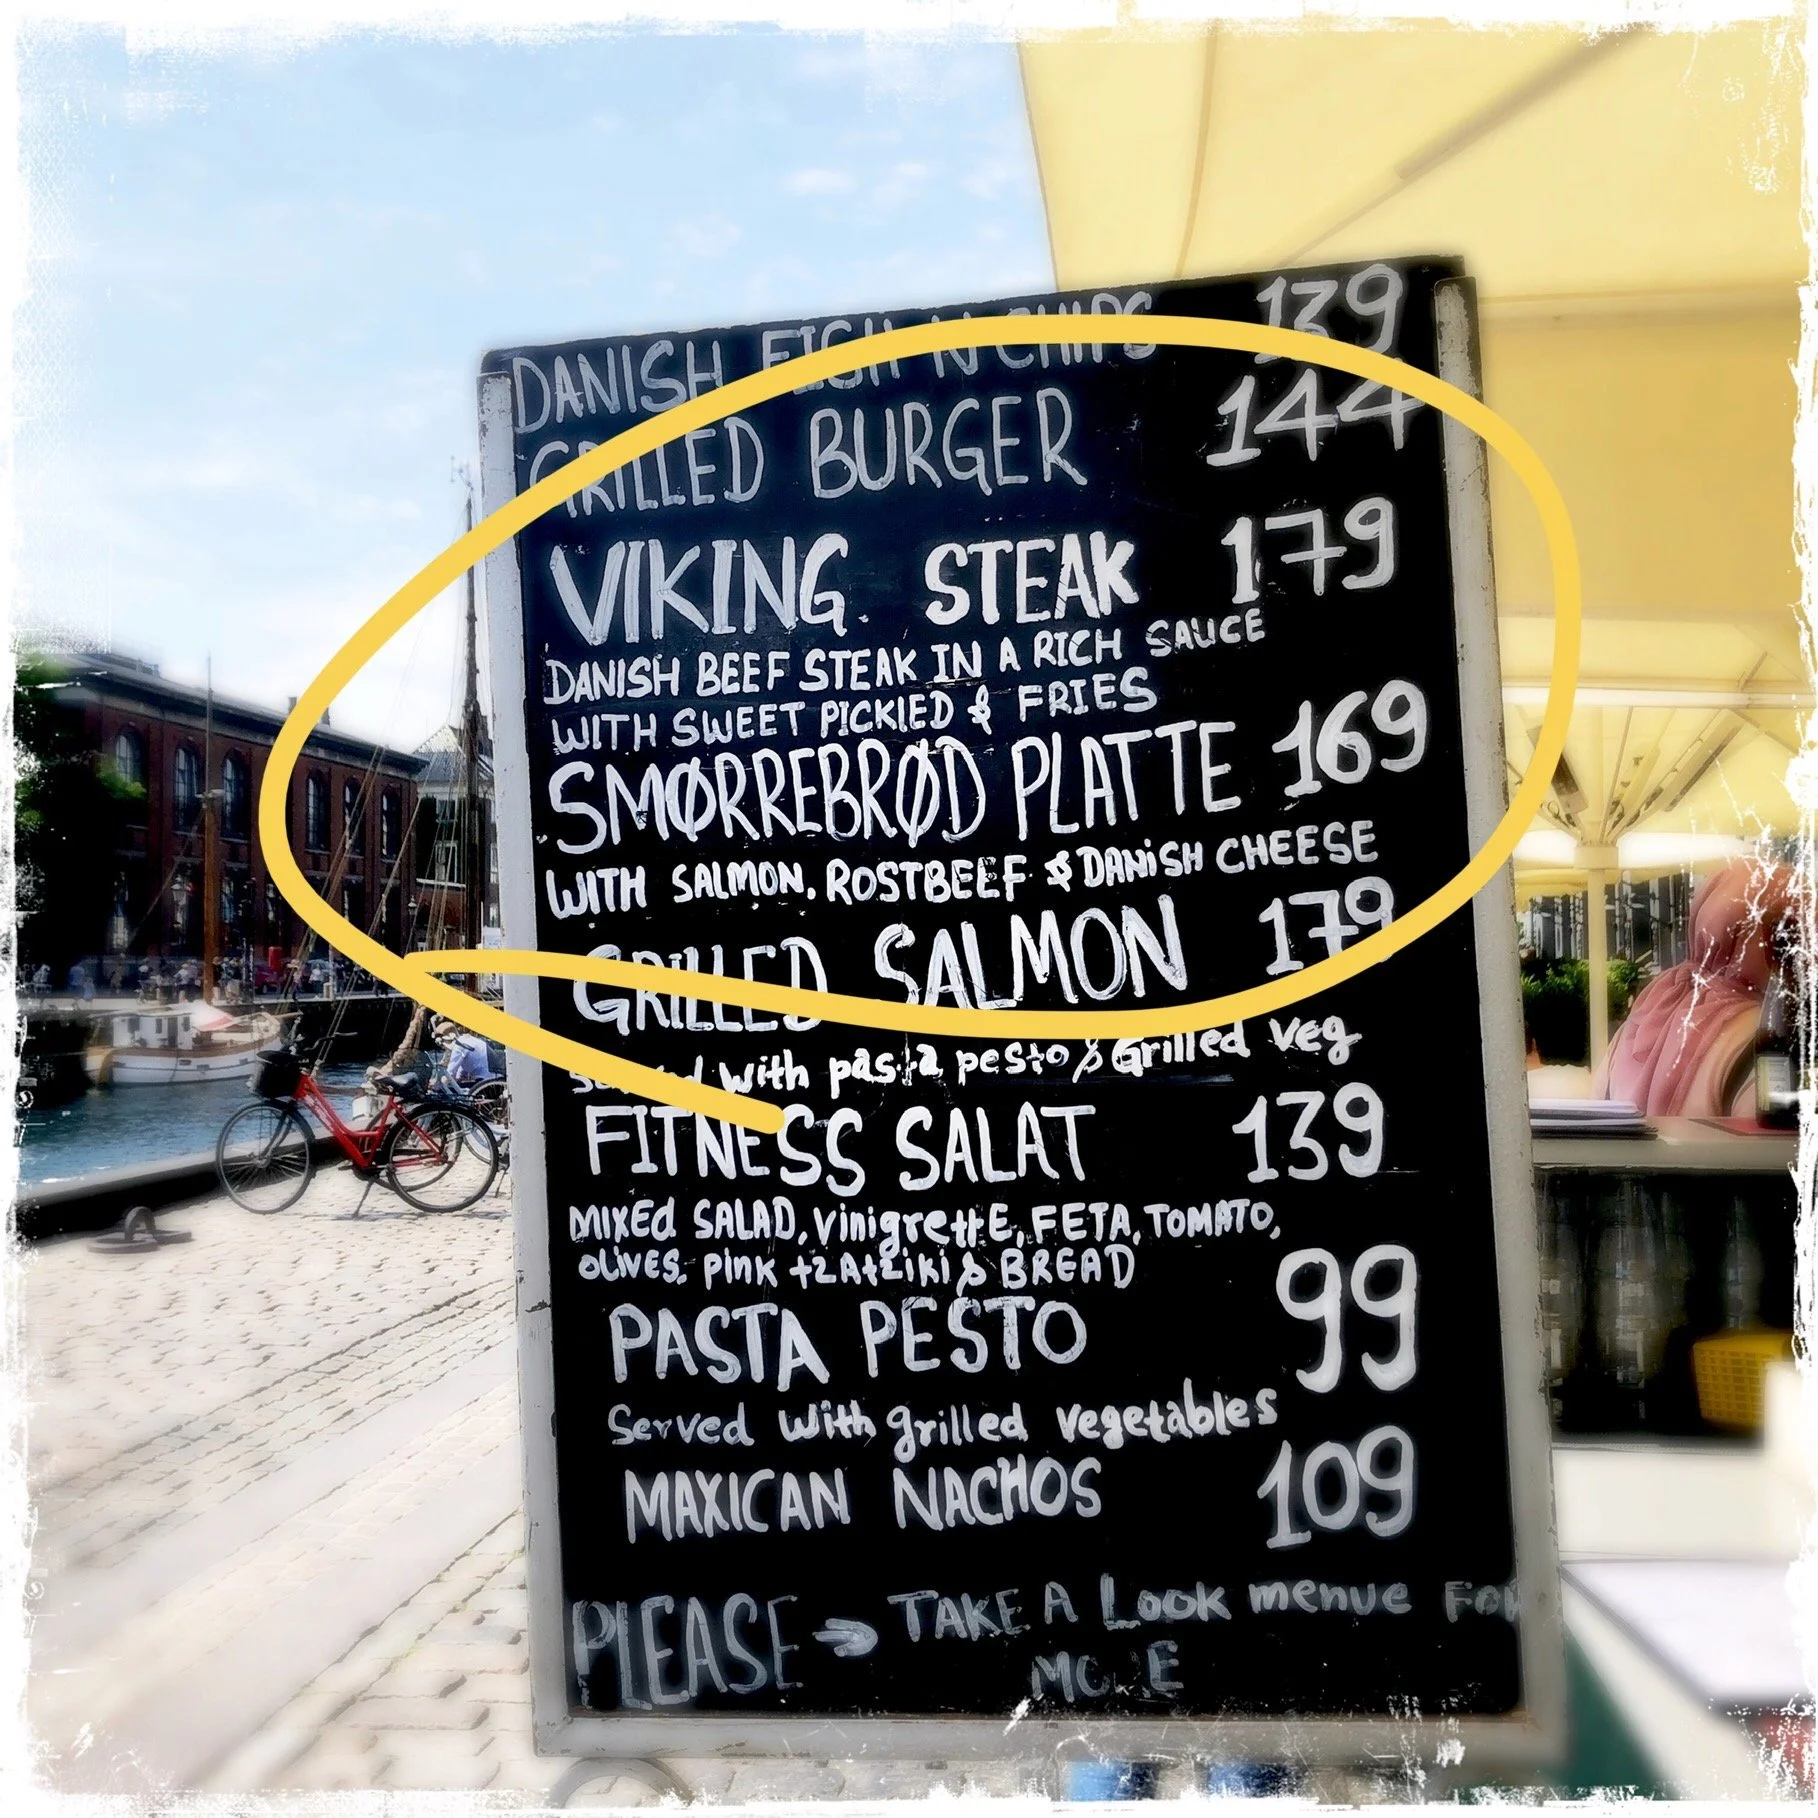 DANISH FISH N CHIPS 139
GRILLED BURGER 144
VIKING STEAK 179
DANISH BEEF STEAK IN A RICH SAUCE
WITH SWEET PICKLED & FRIES
SMØRREBRØD PLATTE 169
WITH SALMON, ROSTBEEF & DANISH CHEESE
GRILLED SALMON 179
Served with pasta pesto & Grilled Veg
FITNESS SALAT 139
MIXEd SALAD, VinigrettE, FETA, TOMATO,
OLIVES, Pink tzAtziki & BREAD
PASTA PESTO 99
Served with grilled vegetables
MAXICAN NACHOS 109
PLEASE → TAKE A Look menue FOR